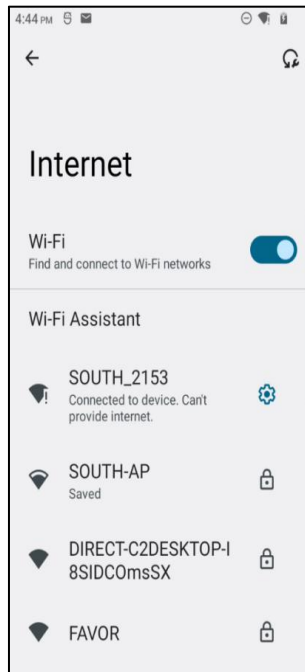 4:44 PM
Internet
Wi-Fi
Find and connect to Wi-Fi networks
Wi-Fi Assistant
SOUTH_2153
Connected to device. Can't
provide internet.
SOUTH-AP
Saved
DIRECT-C2DESKTOP-I
8SIDCOmsSX
FAVOR